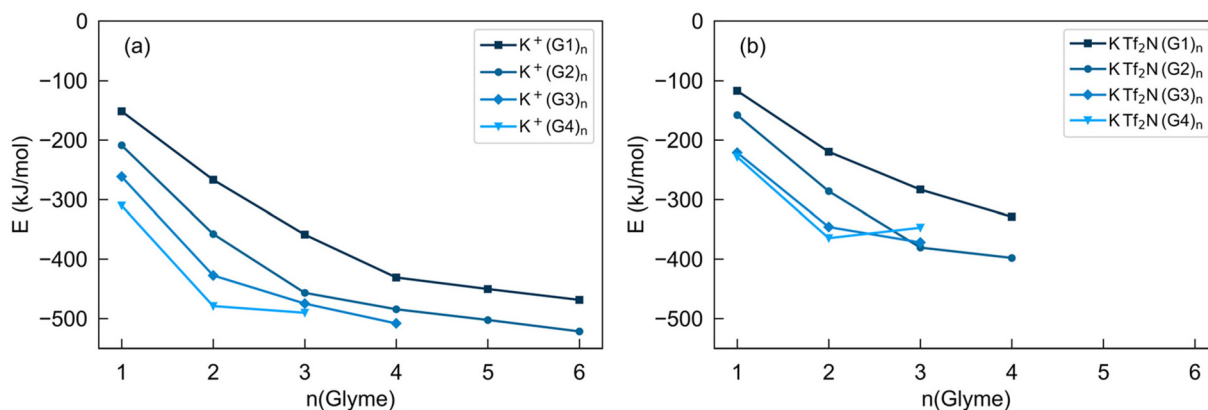 (a)
K⁺(G1)ₙ
K⁺(G2)ₙ
K⁺(G3)ₙ
K⁺(G4)ₙ
E (kJ/mol)
0
−100
−200
−300
−400
−500
1 2 3 4 5 6
n(Glyme)
(b)
KTf₂N(G1)ₙ
KTf₂N(G2)ₙ
KTf₂N(G3)ₙ
KTf₂N(G4)ₙ
E (kJ/mol)
0
−100
−200
−300
−400
−500
1 2 3 4 5 6
n(Glyme)